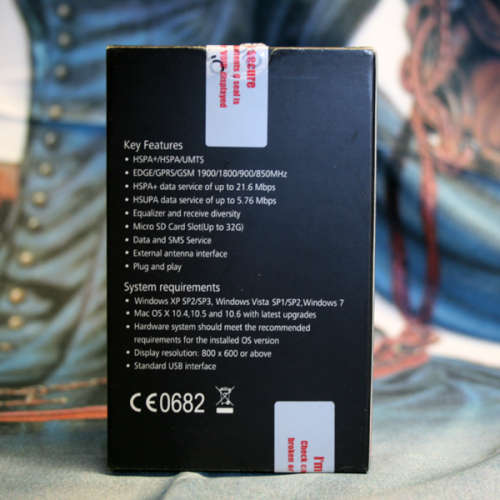 secure
Key Features
• HSPA+/HSPA/UMTS
• EDGE/GPRS/GSM 1900/1800/900/850MHz
• HSPA+ data service of up to 21.6 Mbps
• HSUPA data service of up to 5.76 Mbps
• Equalizer and receive diversity
• Micro SD Card Slot(Up to 32G)
• Data and SMS Service
• External antenna interface
• Plug and play
System requirements
• Windows XP SP2/SP3, Windows Vista SP1/SP2,Windows 7
• Mac OS X 10.4,10.5 and 10.6 with latest upgrades
• Hardware system should meet the recommended
requirements for the installed OS version
• Display resolution: 800 x 600 or above
• Standard USB interface
CE0682
I'm
Check
broken